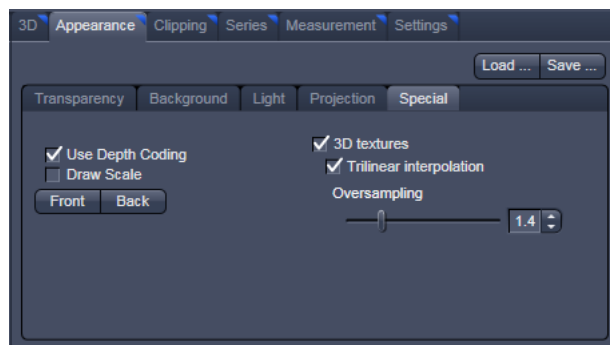 3D Appearance Clipping Series Measurement Settings
Load ... Save ...
Transparency Background Light Projection Special
Use Depth Coding
Draw Scale
Front Back
3D textures
Trilinear interpolation
Oversampling
1.4